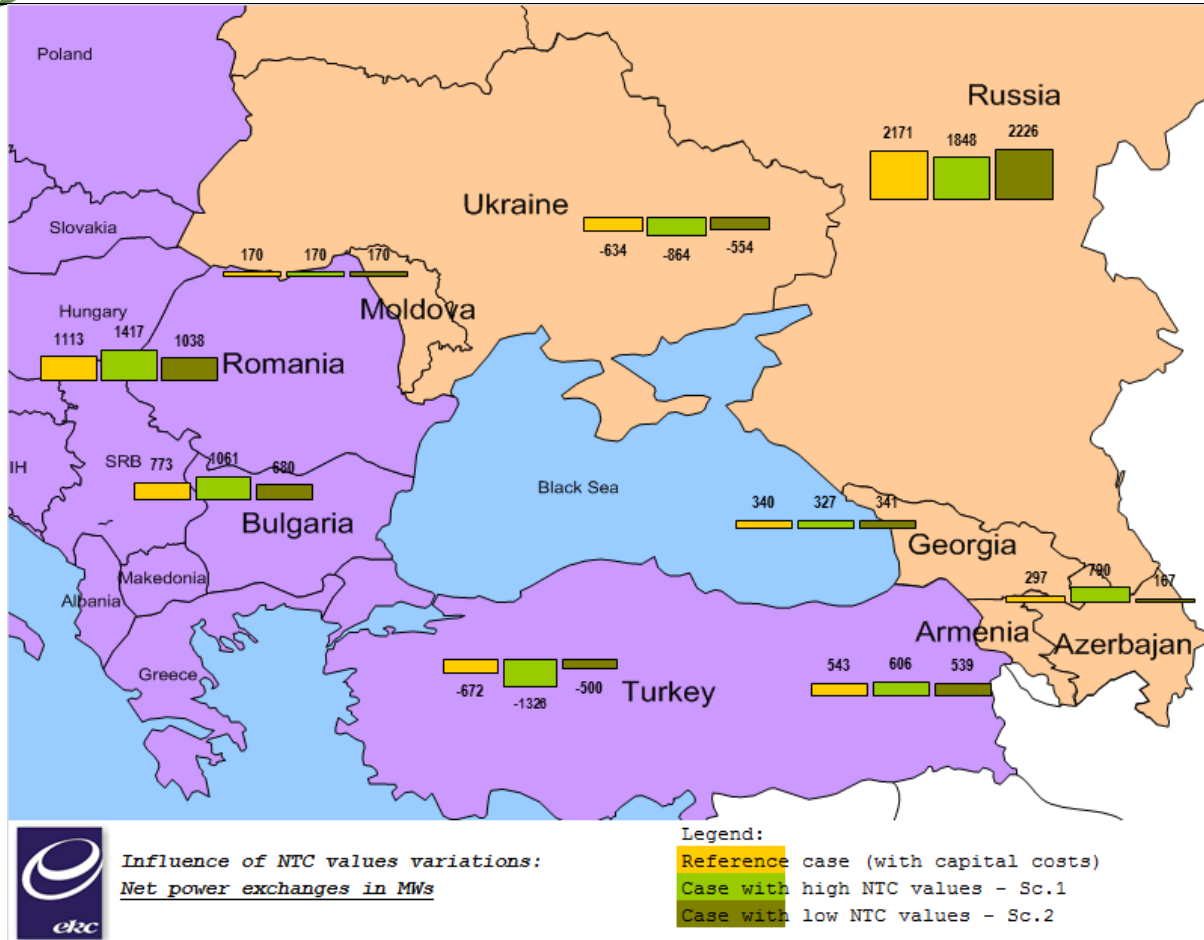 Poland
Russia
2171
1848
2226
Ukraine
Slovakia
-634
-864
-554
170
170
170
Moldova
Hungary
1113
1417
1038
Romania
IH
SRB
773
1061
680
Black Sea
Bulgaria
340
327
341
Georgia
Makedonia
Albania
297
790
167
Armenia
Azerbajan
Greece
-672
-1326
-500
Turkey
543
606
539
Legend:
Influence of NTC values variations:
Net power exchanges in MWs
Reference case (with capital costs)
Case with high NTC values - Sc.1
Case with low NTC values - Sc.2
ekc